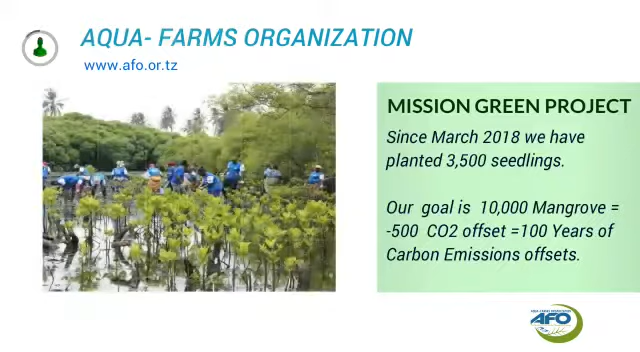 AQUA- FARMS ORGANIZATION
www.afo.or.tz
MISSION GREEN PROJECT
Since March 2018 we have
planted 3,500 seedlings.
Our goal is 10,000 Mangrove =
-500 CO2 offset =100 Years of
Carbon Emissions offsets.
AFO